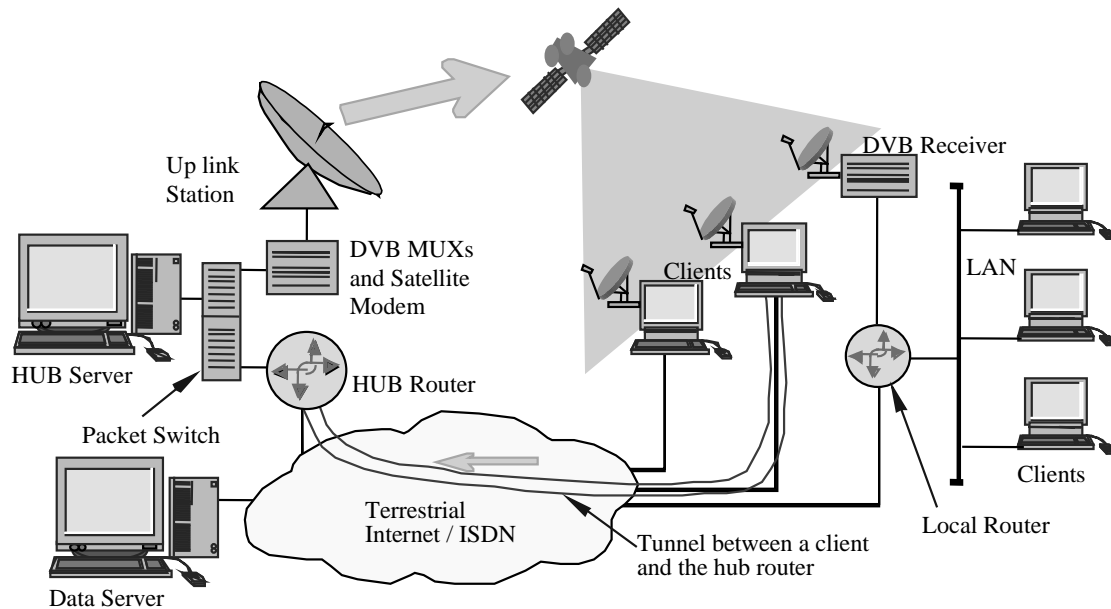 Up link
Station
DVB Receiver
DVB MUXs
and Satellite
Modem
Clients
LAN
HUB Server
HUB Router
Packet Switch
Clients
Terrestrial
Internet / ISDN
Local Router
Tunnel between a client
and the hub router
Data Server